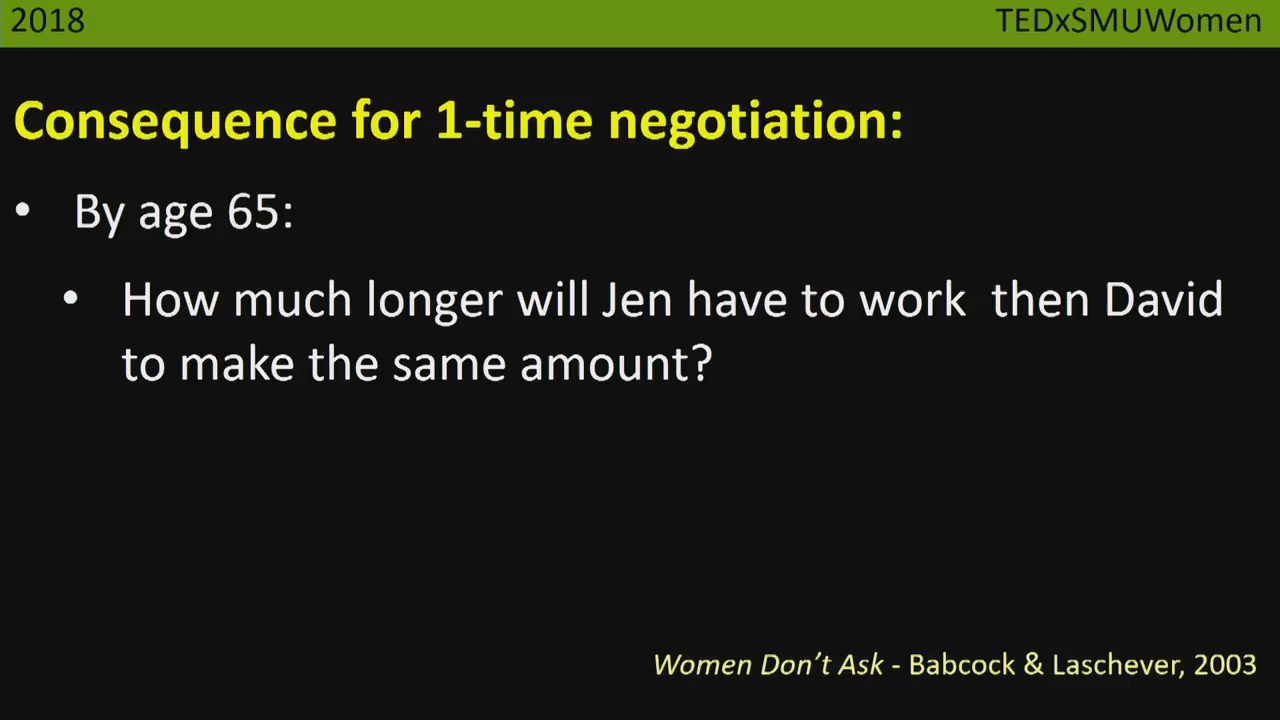 2018 TEDxSMUWomen
Consequence for 1-time negotiation:
• By age 65:
• How much longer will Jen have to work  then David
to make the same amount?
Women Don't Ask - Babcock & Laschever, 2003